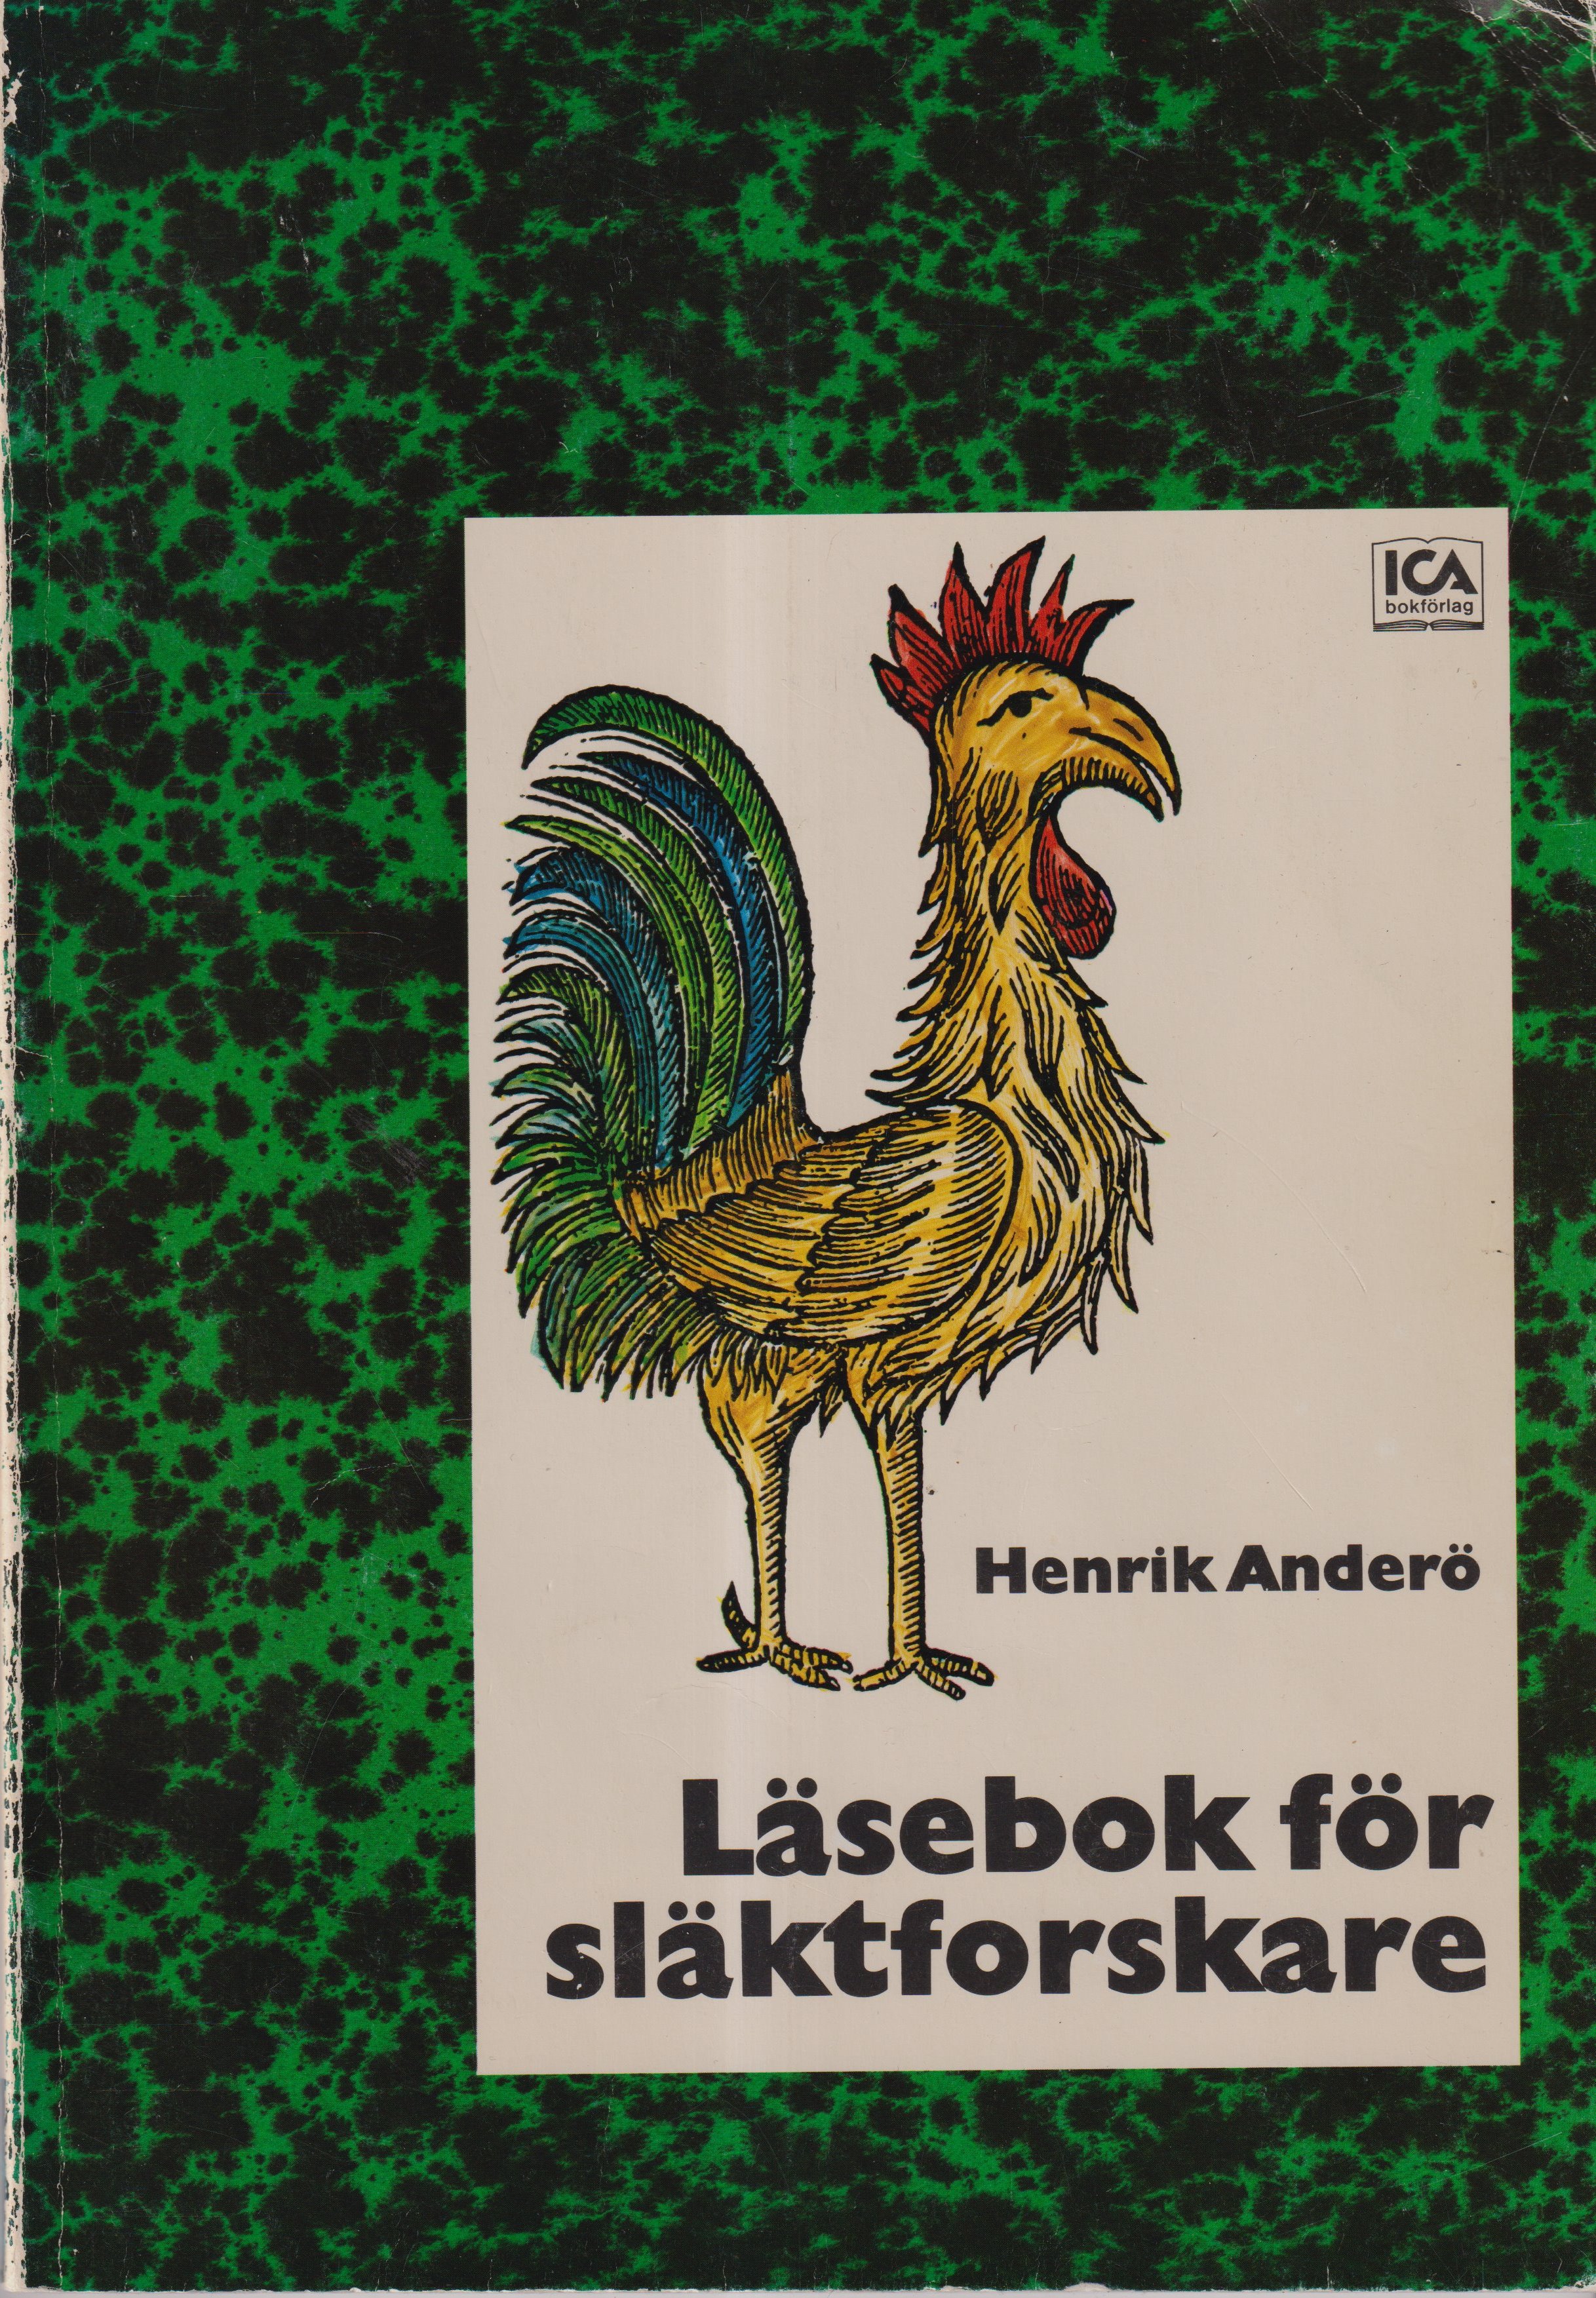 ICA
bokförlag
Henrik Anderö
Läsebok för
släktforskare